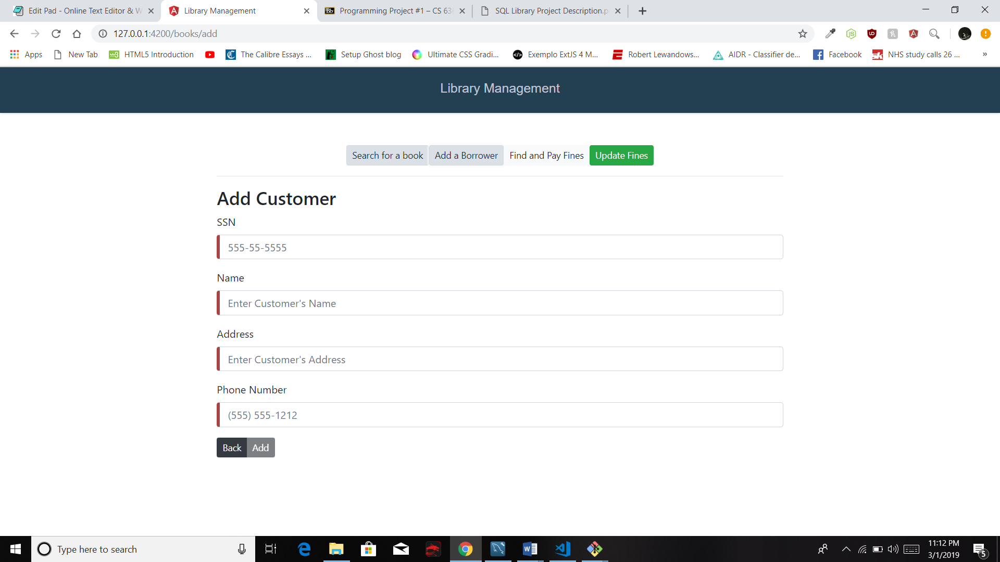 Edit Pad - Online Text Editor & W
Library Management
Programming Project #1 – CS 636
SQL Library Project Description.p
127.0.0.1:4200/books/add
Apps
New Tab
HTML5 Introduction
The Calibre Essays ...
Setup Ghost blog
Ultimate CSS Gradi...
Exemplo ExtJS 4 M...
Robert Lewandows...
AIDR - Classifier de...
Facebook
NHS study calls 26 ...
»
Library Management
Search for a book
Add a Borrower
Find and Pay Fines
Update Fines
Add Customer
SSN
555-55-5555
Name
Enter Customer's Name
Address
Enter Customer's Address
Phone Number
(555) 555-1212
Back
Add
Type here to search
11:12 PM
3/1/2019
5